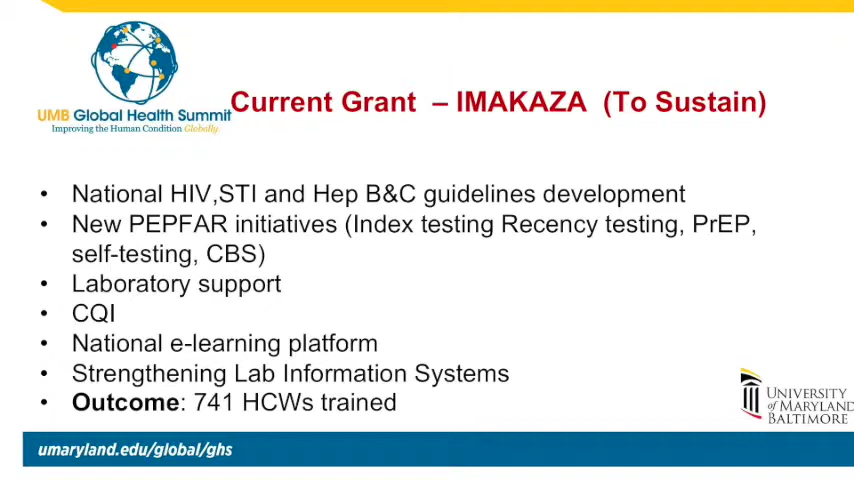 UMB Global Health Summit
Improving the Human Condition Globally
Current Grant – IMAKAZA (To Sustain)
• National HIV,STI and Hep B&C guidelines development
• New PEPFAR initiatives (Index testing Recency testing, PrEP,
self-testing, CBS)
• Laboratory support
• CQI
• National e-learning platform
• Strengthening Lab Information Systems
• Outcome: 741 HCWs trained
UNIVERSITY
of MARYLAND
BALTIMORE
umaryland.edu/global/ghs